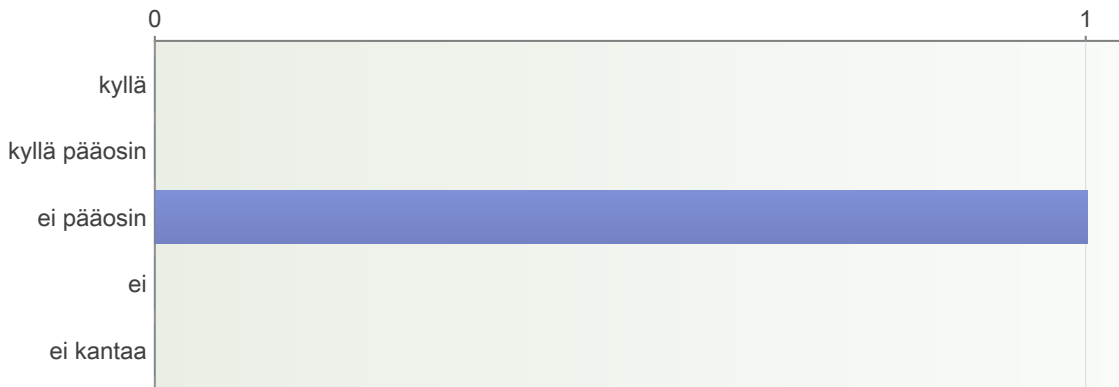 0 1
kyllä
kyllä pääosin
ei pääosin
ei
ei kantaa